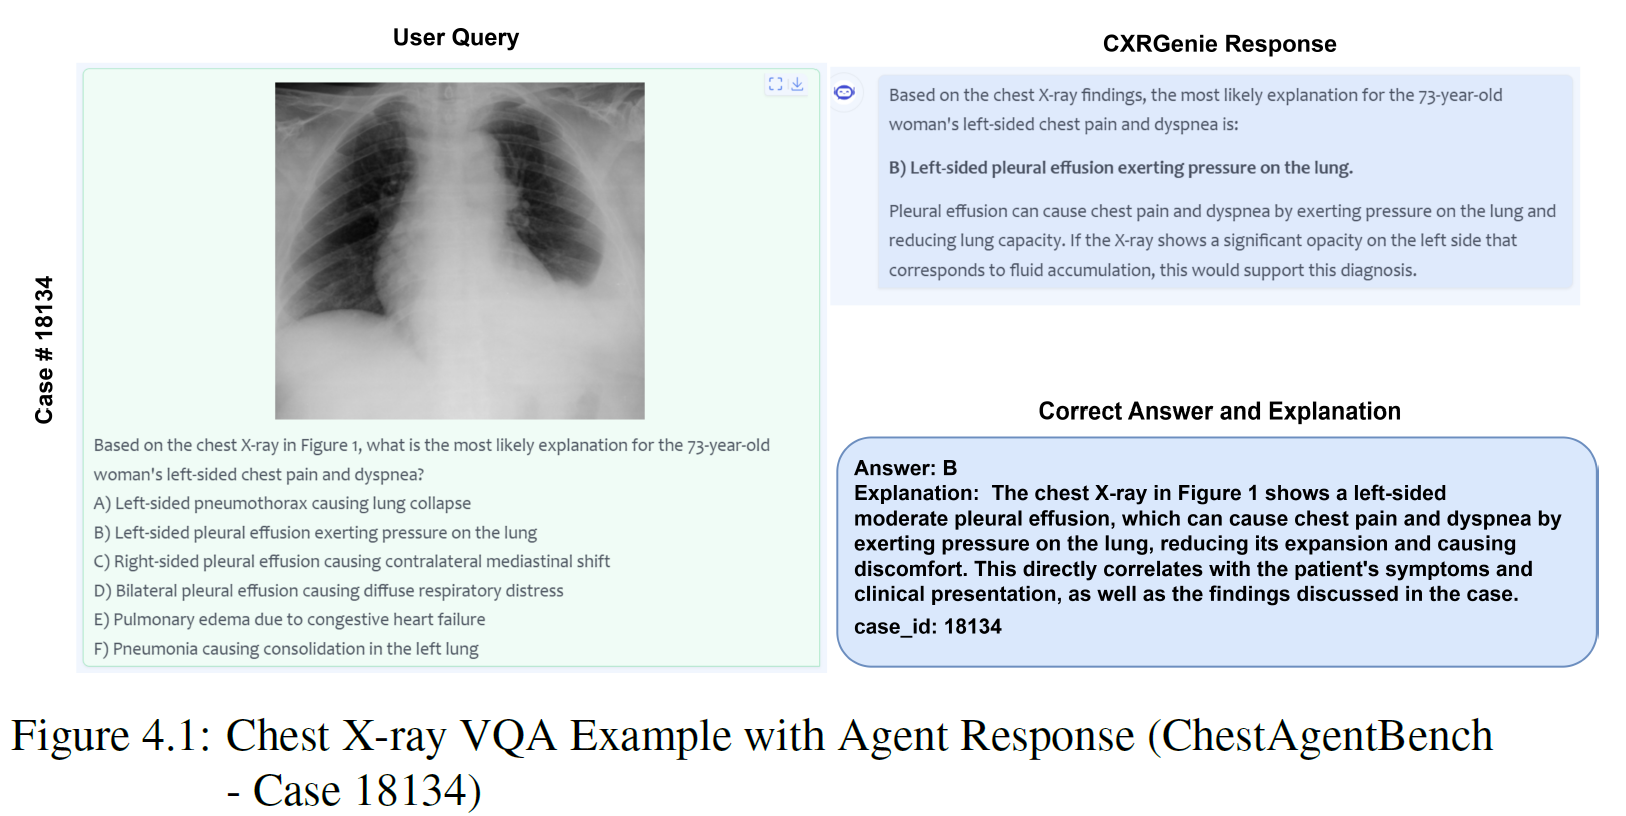 User Query
Case # 18134
Based on the chest X-ray in Figure 1, what is the most likely explanation for the 73-year-old
woman's left-sided chest pain and dyspnea?
A) Left-sided pneumothorax causing lung collapse
B) Left-sided pleural effusion exerting pressure on the lung
C) Right-sided pleural effusion causing contralateral mediastinal shift
D) Bilateral pleural effusion causing diffuse respiratory distress
E) Pulmonary edema due to congestive heart failure
F) Pneumonia causing consolidation in the left lung
CXRGenie Response
Based on the chest X-ray findings, the most likely explanation for the 73-year-old
woman's left-sided chest pain and dyspnea is:
B) Left-sided pleural effusion exerting pressure on the lung.
Pleural effusion can cause chest pain and dyspnea by exerting pressure on the lung and
reducing lung capacity. If the X-ray shows a significant opacity on the left side that
corresponds to fluid accumulation, this would support this diagnosis.
Correct Answer and Explanation
Answer: B
Explanation: The chest X-ray in Figure 1 shows a left-sided
moderate pleural effusion, which can cause chest pain and dyspnea by
exerting pressure on the lung, reducing its expansion and causing
discomfort. This directly correlates with the patient's symptoms and
clinical presentation, as well as the findings discussed in the case.
case_id: 18134
Figure 4.1: Chest X-ray VQA Example with Agent Response (ChestAgentBench
- Case 18134)